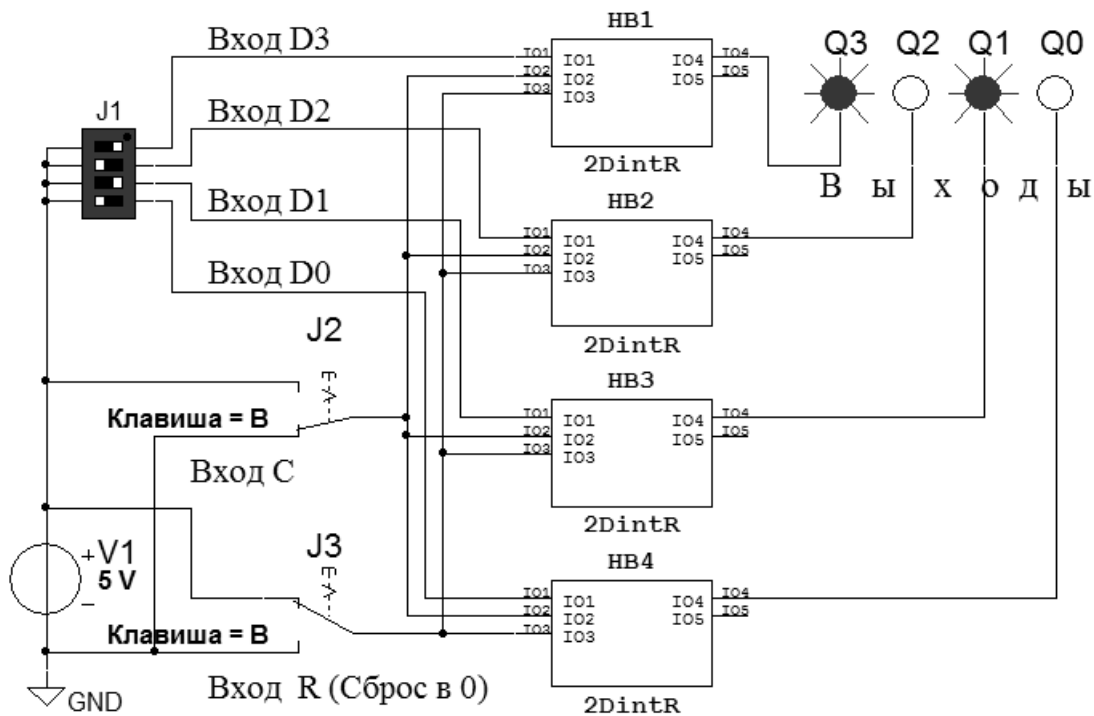 HB1
Вход D3
IO1
IO2
IO3
IO1
IO2
IO3
IO4
IO5
IO4
IO5
2DintR
Q3 Q2 Q1 Q0
Выходы
J1
Вход D2
HB2
IO1
IO2
IO3
IO1
IO2
IO3
IO4
IO5
IO4
IO5
2DintR
Вход D1
Вход D0
J2
Клавиша = B
Вход C
HB3
IO1
IO2
IO3
IO1
IO2
IO3
IO4
IO5
IO4
IO5
2DintR
V1
5 V
J3
Клавиша = B
HB4
IO1
IO2
IO3
IO1
IO2
IO3
IO4
IO5
IO4
IO5
2DintR
GND
Вход R (Сброс в 0)